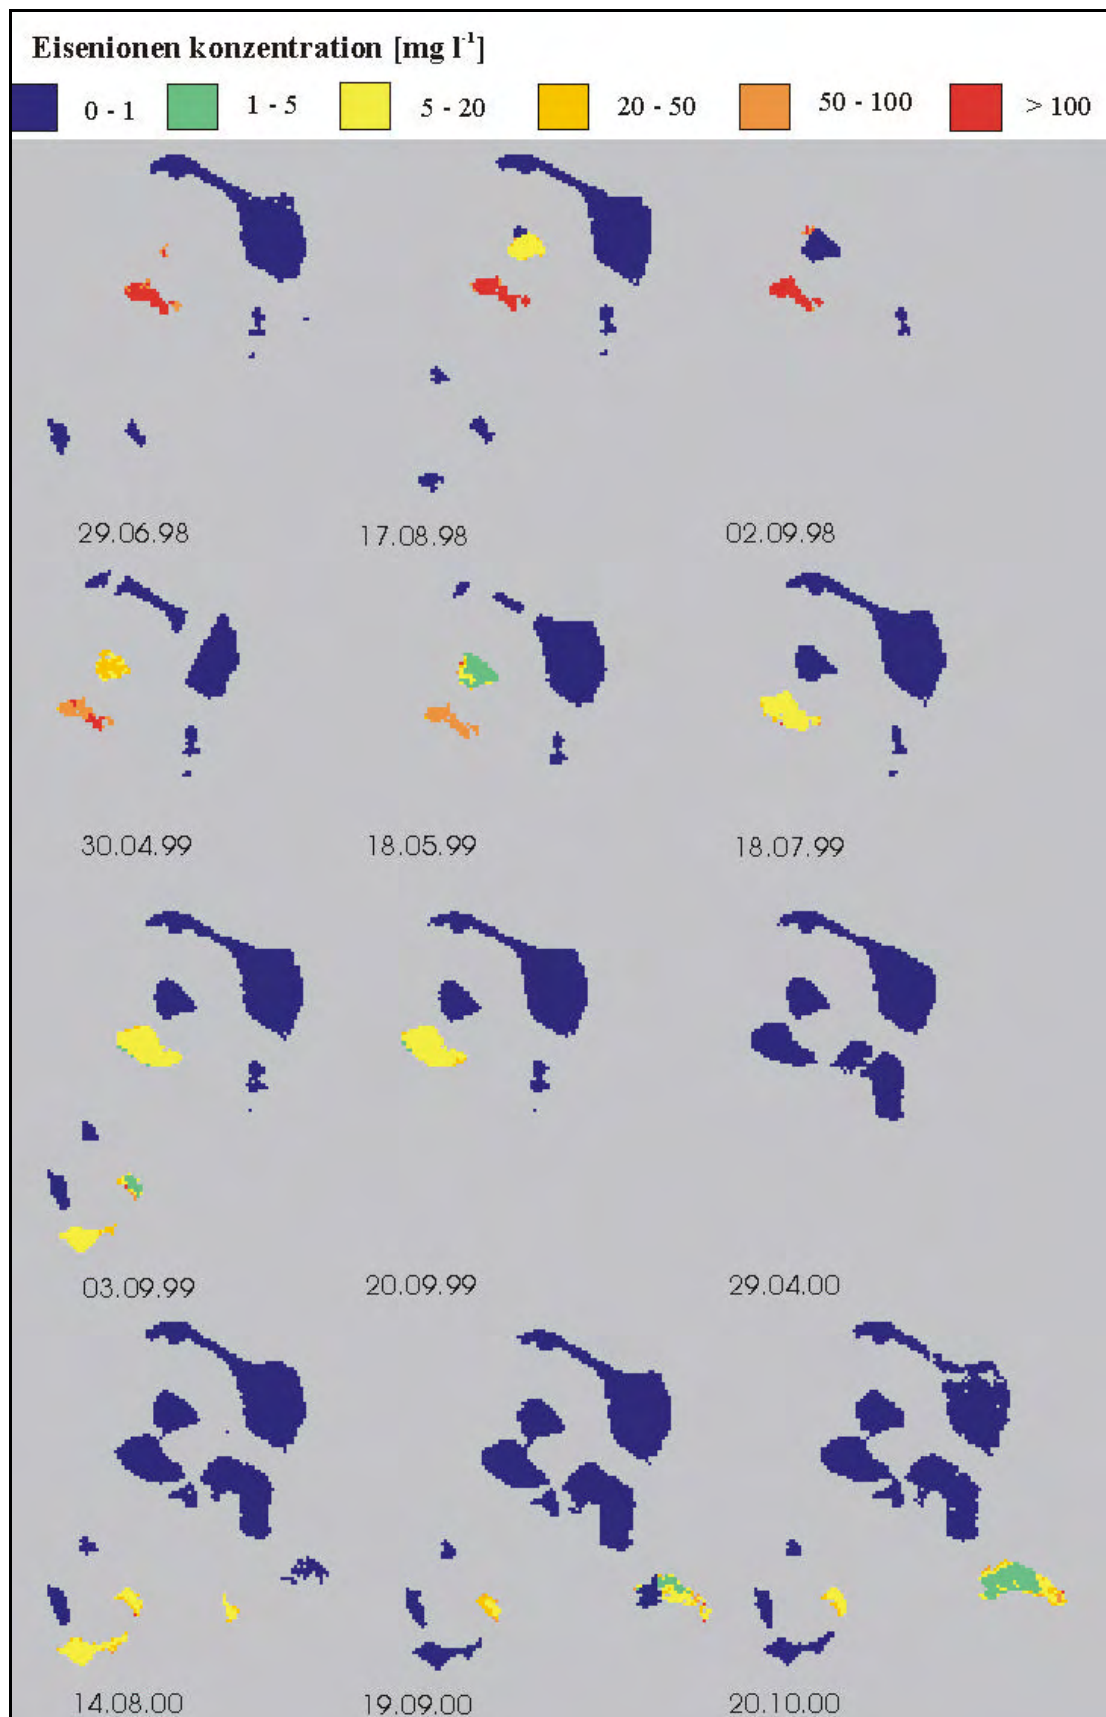 Eisenionen konzentration [mg l⁻¹]
0 - 1 1 - 5 5 - 20 20 - 50 50 - 100 > 100
29.06.98 17.08.98 02.09.98
30.04.99 18.05.99 18.07.99
03.09.99 20.09.99 29.04.00
14.08.00 19.09.00 20.10.00